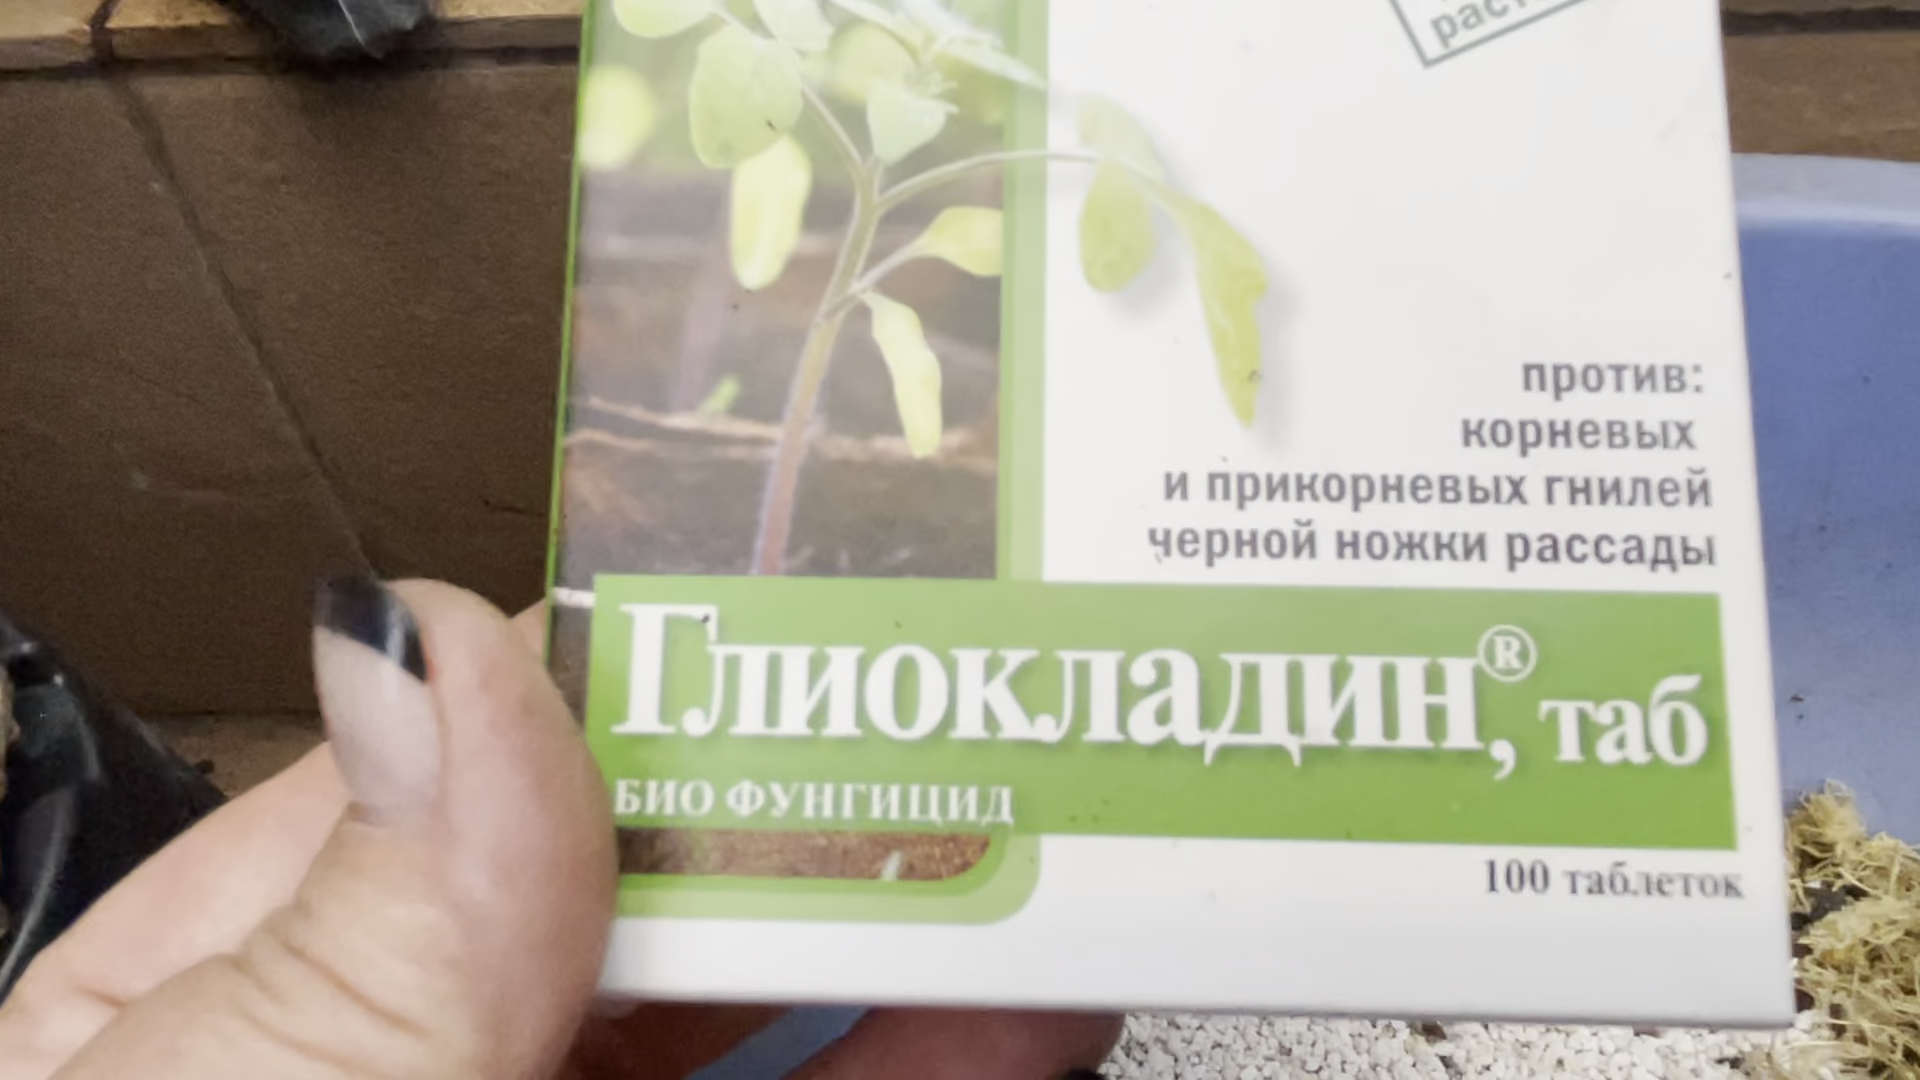 против:
корневых
и прикорневых гнилей
черной ножки рассады
Глиокладин®, таб
БИО ФУНГИЦИД
100 таблеток